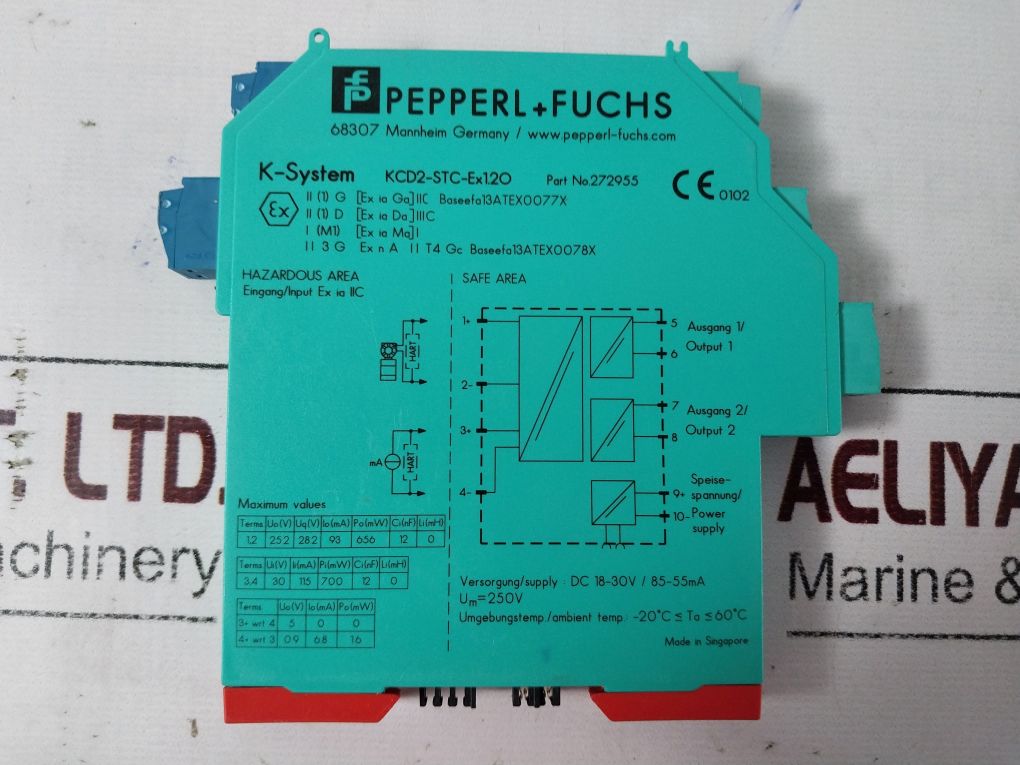 PEPPERL+FUCHS
68307 Mannheim Germany / www.pepperl-fuchs.com
K-System KCD2-STC-Ex1.2O Part No.272955 CE 0102
Ex
II (1) G [Ex ia Ga] IIC Baseefa13ATEX0077X
II (1) D [Ex ia Da] IIIC
I (M1) [Ex ia Ma] I
II 3 G Ex n A II T4 Gc Baseefa13ATEX0078X
HAZARDOUS AREA
Eingang/Input Ex ia IIC
SAFE AREA
1+
HART
2-
3+
mA
HART
4-
5 Ausgang 1/
6 Output 1
7 Ausgang 2/
8 Output 2
Speise-
9+ spannung/
10- Power
supply
Maximum values
Terms Uo(V) Uq(V) Io(mA) Po(mW) Ci(nF) Li(mH)
1,2 25.2 28.2 93 656 12 0
Terms Ui(V) Ii(mA) Pi(mW) Ci(nF) Li(mH)
3.4 30 115 700 12 0
Terms Uo(V) Io(mA) Po(mW)
3+ wrt 4 5 0 0
4+ wrt 3 0.9 6.8 1.6
Versorgung/supply : DC 18-30V / 85-55mA
Um=250V
Umgebungstemp./ambient temp.: -20°C ≤ Ta ≤ 60°C
Made in Singapore
T LTD.
chinery
AELIYA
Marine &